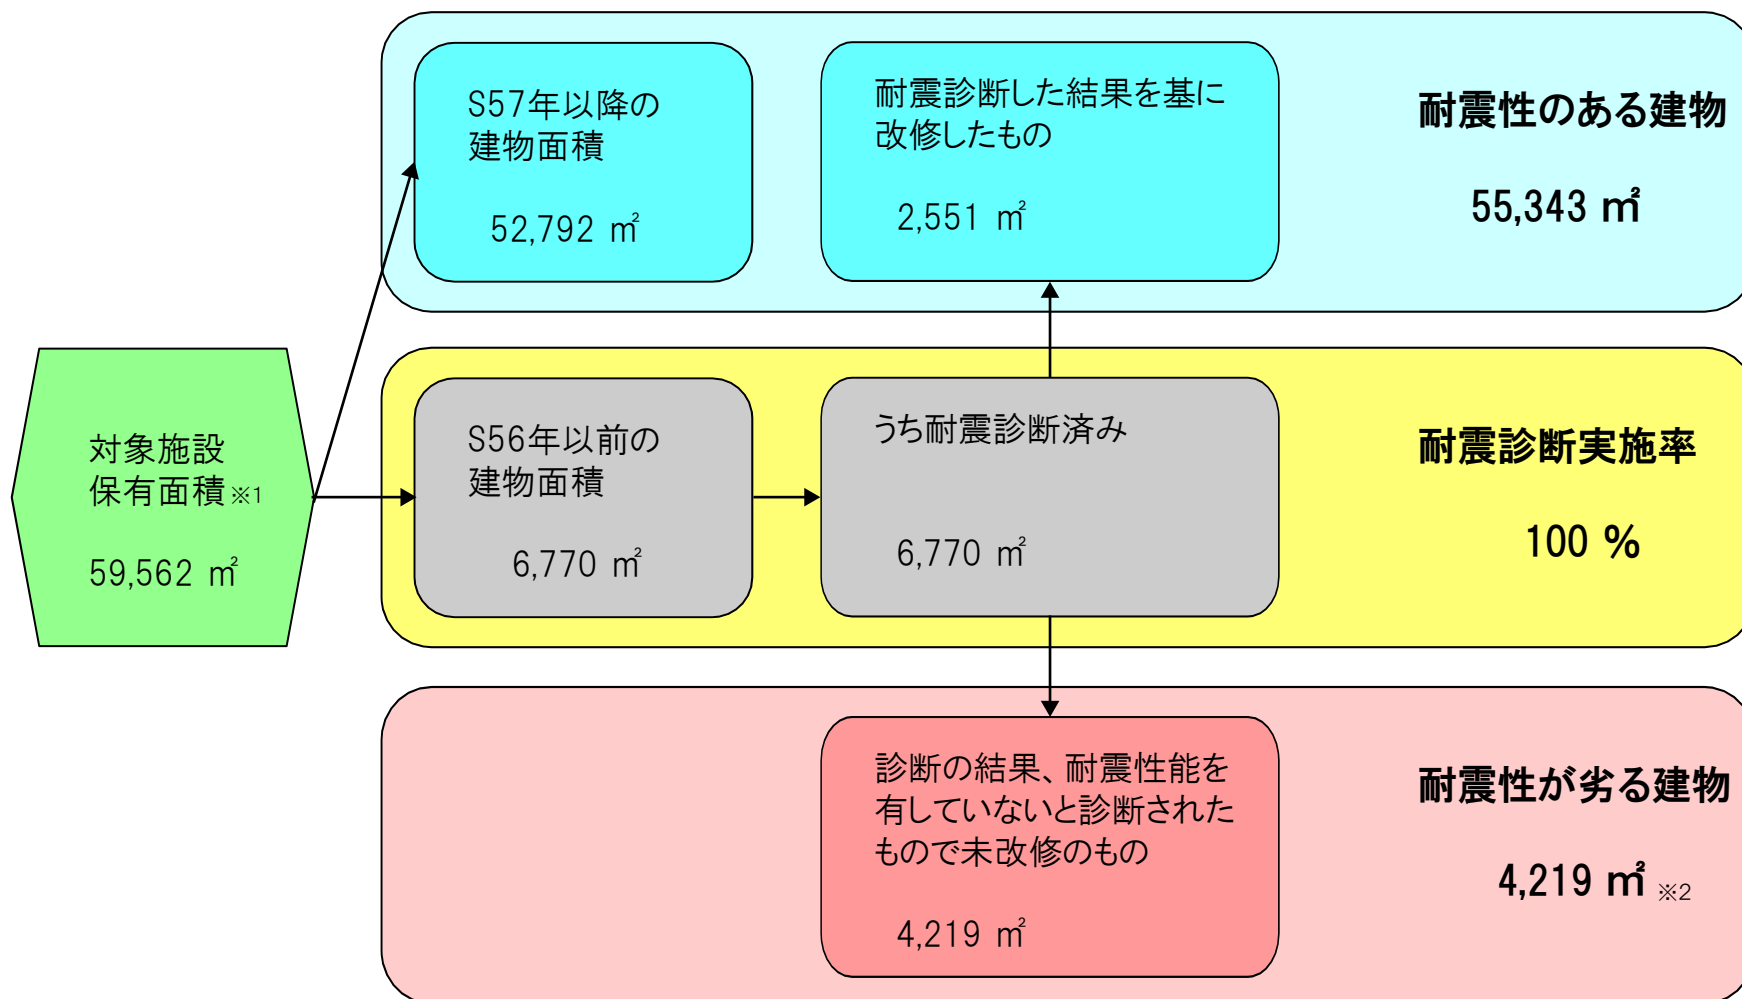 S57年以降の
建物面積
52,792 ㎡
耐震診断した結果を基に
改修したもの
2,551 ㎡
耐震性のある建物
55,343 ㎡
対象施設
保有面積※1
59,562 ㎡
S56年以前の
建物面積
6,770 ㎡
うち耐震診断済み
6,770 ㎡
耐震診断実施率
100 %
診断の結果、耐震性能を
有していないと診断された
もので未改修のもの
4,219 ㎡
耐震性が劣る建物
4,219 ㎡ ※2